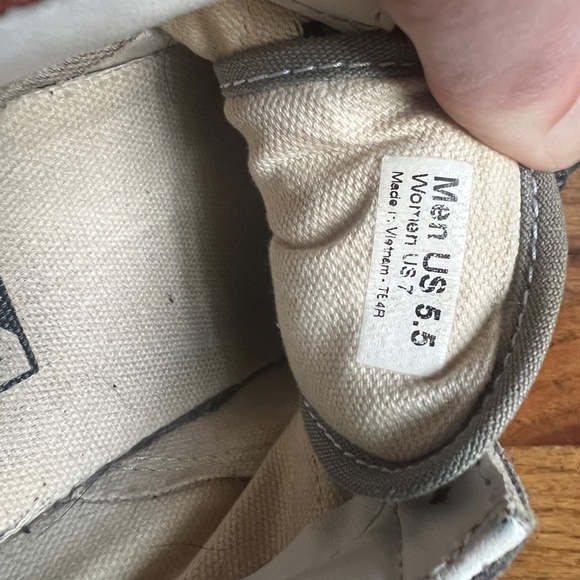 Men US 5.5
Women US 7
Made in Vietnam • TE4R